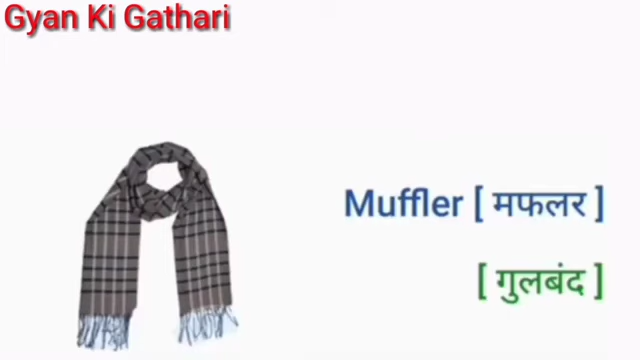 Gyan Ki Gathari
Muffler [ मफलर ]
[ गुलबंद ]